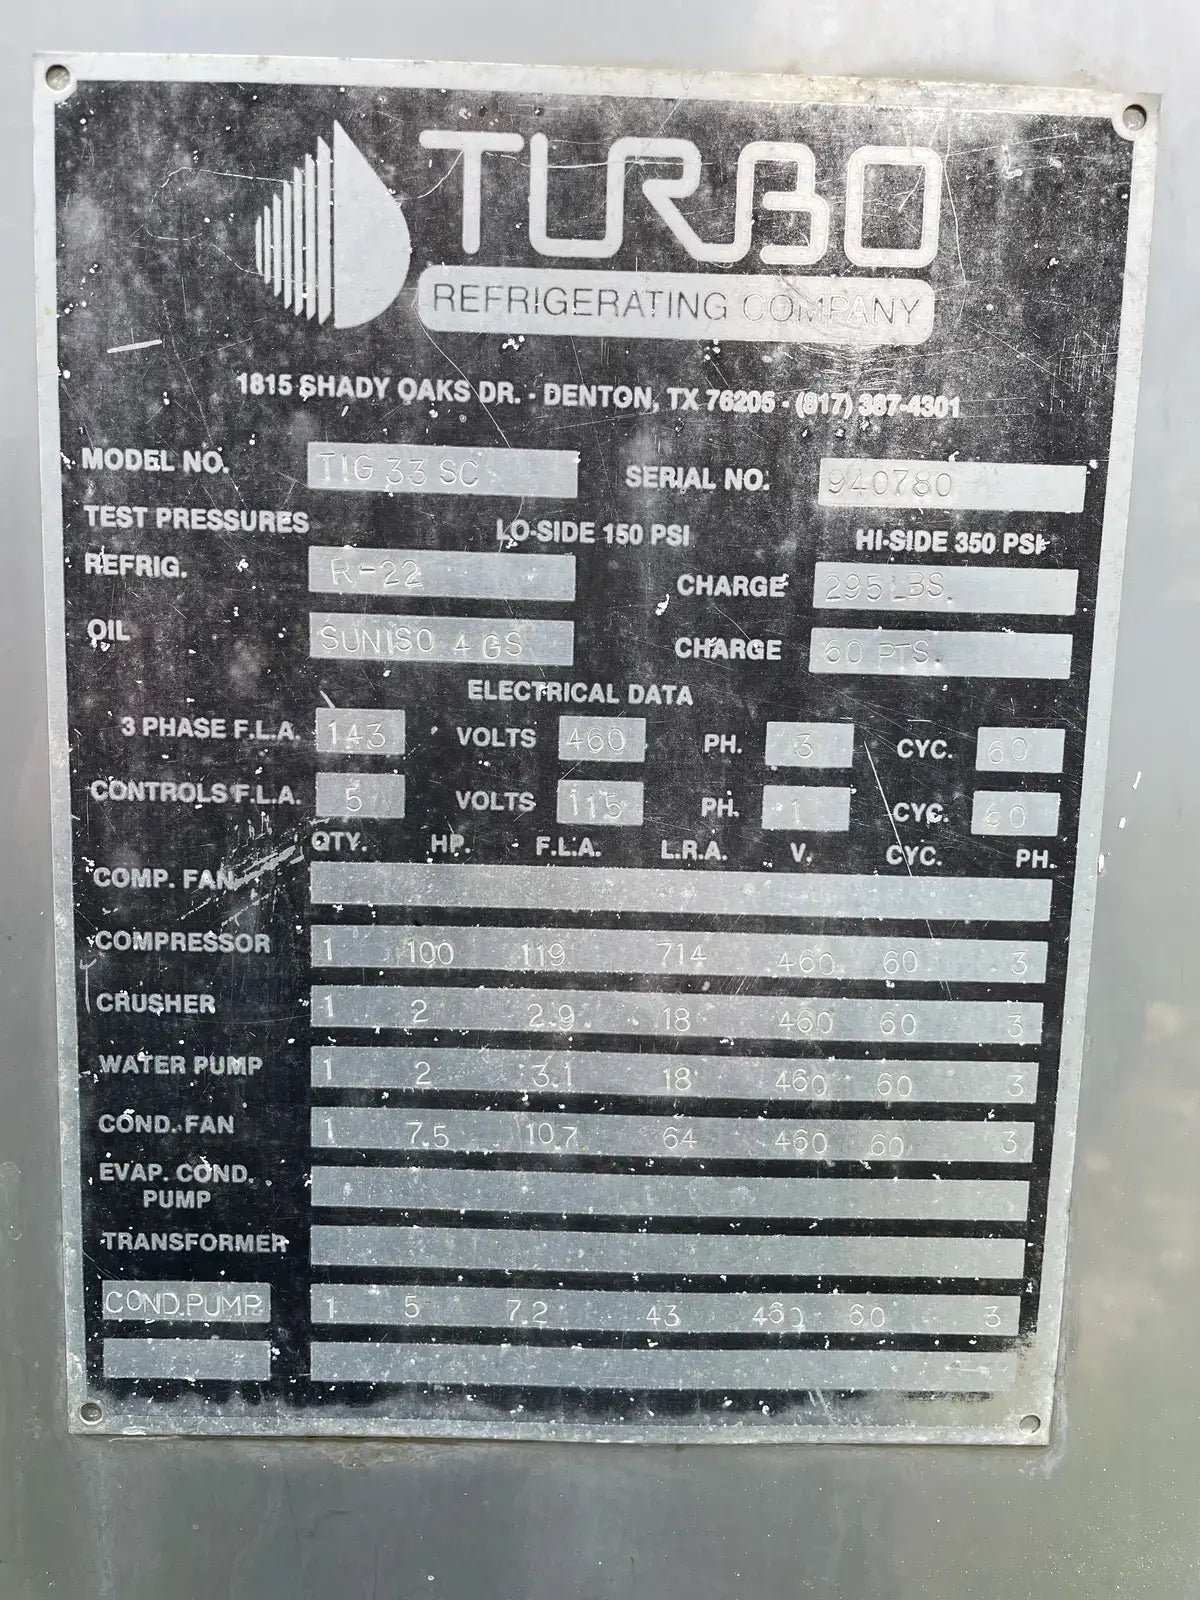 TURBO
REFRIGERATING COMPANY
1815 SHADY OAKS DR. - DENTON, TX 76205 - (817) 387-4301
MODEL NO. TIG 33 SC SERIAL NO. 940780
TEST PRESSURES LO-SIDE 150 PSI HI-SIDE 350 PSI
REFRIG. R-22 CHARGE 295 LBS.
OIL SUNISO 4 GS CHARGE 60 PTS.
ELECTRICAL DATA
3 PHASE F.L.A. 143 VOLTS 460 PH. 3 CYC. 60
CONTROLS F.L.A. 5 VOLTS 115 PH. 1 CYC. 60
QTY. HP. F.L.A. L.R.A. V. CYC. PH.
COMP. FAN
COMPRESSOR 1 100 119 714 460 60 3
CRUSHER 1 2 2.9 18 460 60 3
WATER PUMP 1 2 3.1 18 460 60 3
COND. FAN 1 7.5 10.7 64 460 60 3
EVAP. COND.
PUMP
TRANSFORMER
COND. PUMP 1 5 7.2 43 460 60 3